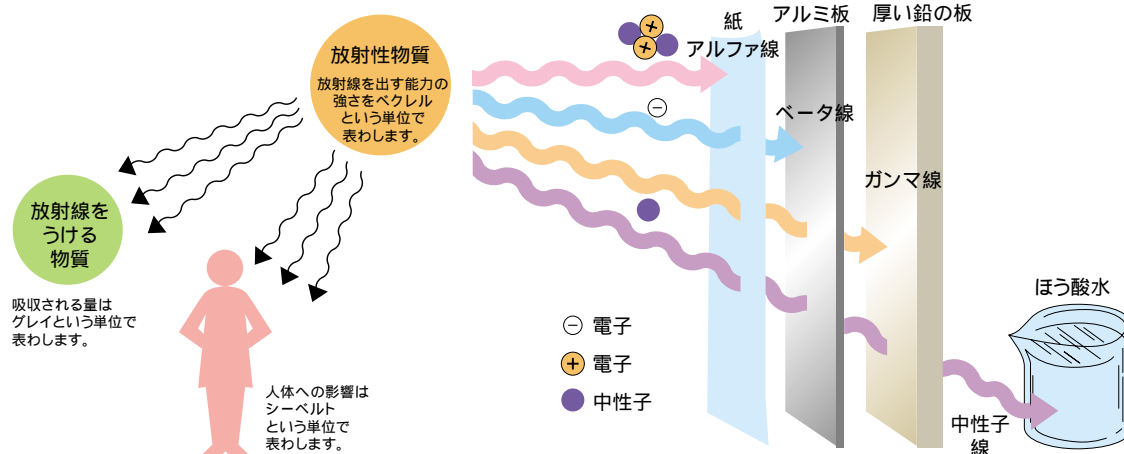 放射性物質
放射線を出す能力の
強さをベクレル
という単位で
表わします。
放射線を
うける
物質
吸収される量は
グレイという単位で
表わします。
人体への影響は
シーベルト
という単位で
表わします。
紙
アルミ板
厚い鉛の板
アルファ線
ベータ線
ガンマ線
− 電子
+ 電子
中性子
中性子
線
ほう酸水